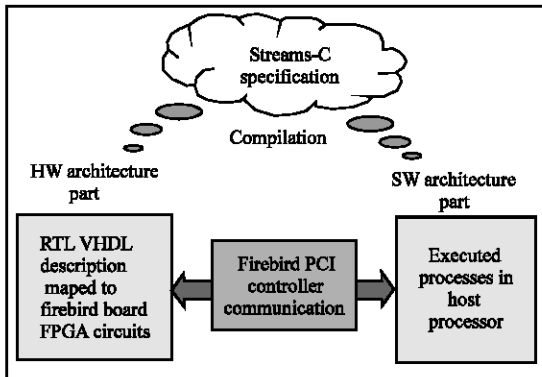 Streams-C
specification
Compilation
HW architecture
part
SW architecture
part
RTL VHDL
description
maped to
firebird board
FPGA circuits
Firebird PCI
controller
communication
Executed
processes in
host
processor